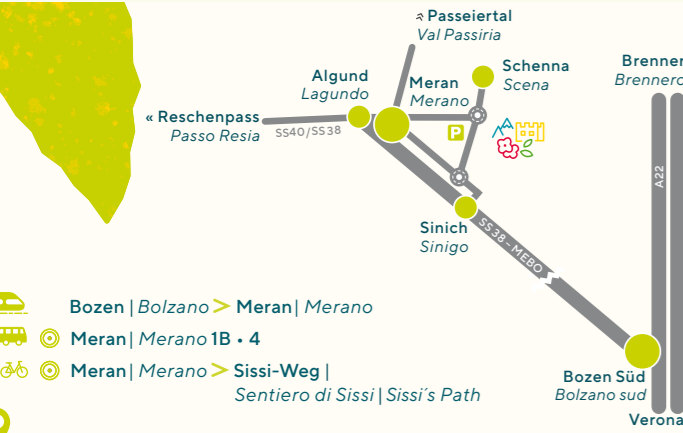 « Passeiertal
Val Passiria
Schenna
Scena
Brenner
Brennero
Algund
Lagundo
Meran
Merano
« Reschenpass
Passo Resia
SS40/SS38
P
A22
Sinich
Sinigo
SS38-MEBO
Bozen | Bolzano > Meran | Merano
Meran | Merano 1B • 4
Meran | Merano > Sissi-Weg |
Sentiero di Sissi | Sissi´s Path
Bozen Süd
Bolzano sud
Verona